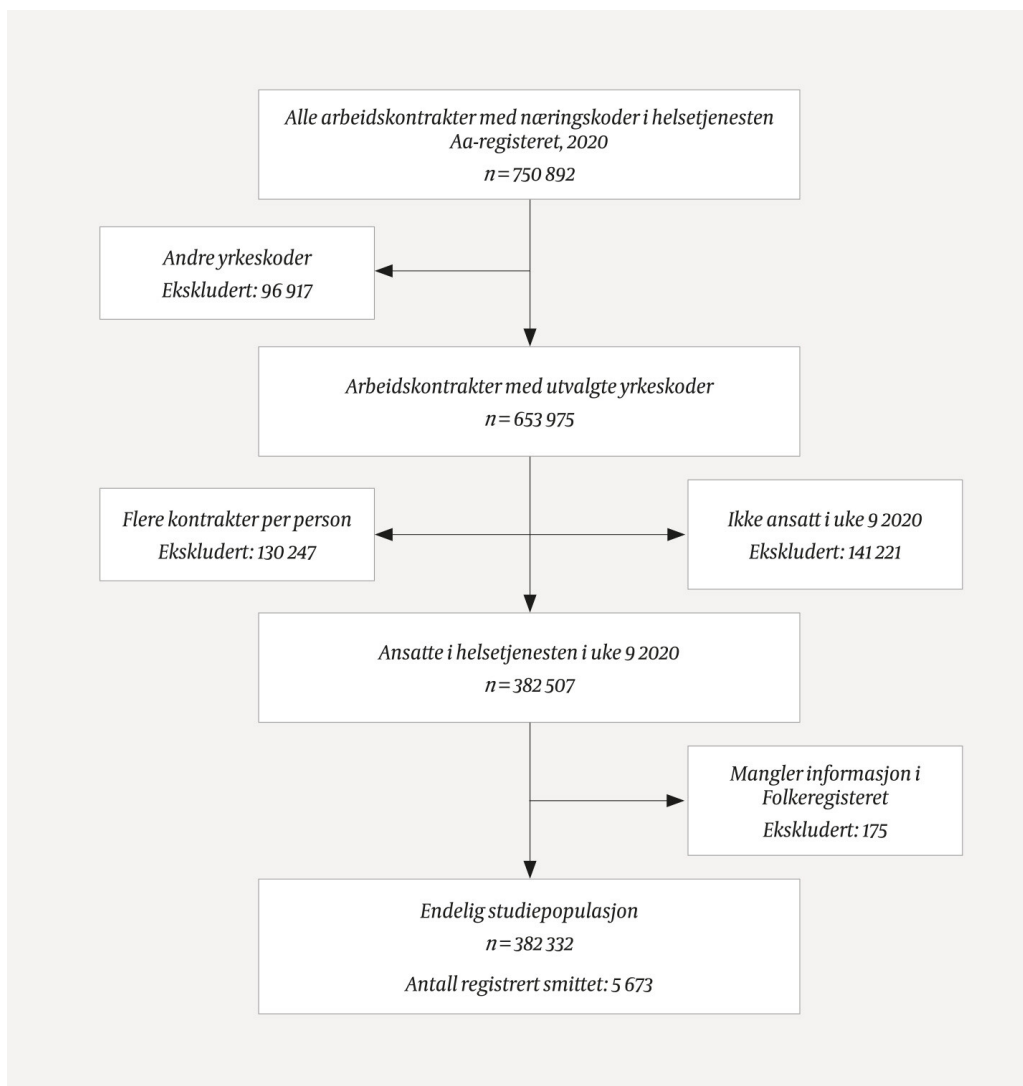 Alle arbeidskontrakter med næringskoder i helsetjenesten
Aa-registeret, 2020
n = 750 892
Andre yrkeskoder
Ekskludert: 96 917
Arbeidskontrakter med utvalgte yrkeskoder
n = 653 975
Flere kontrakter per person
Ekskludert: 130 247
Ikke ansatt i uke 9 2020
Ekskludert: 141 221
Ansatte i helsetjenesten i uke 9 2020
n = 382 507
Mangler informasjon i
Folkeregisteret
Ekskludert: 175
Endelig studiepopulasjon
n = 382 332
Antall registrert smittet: 5 673